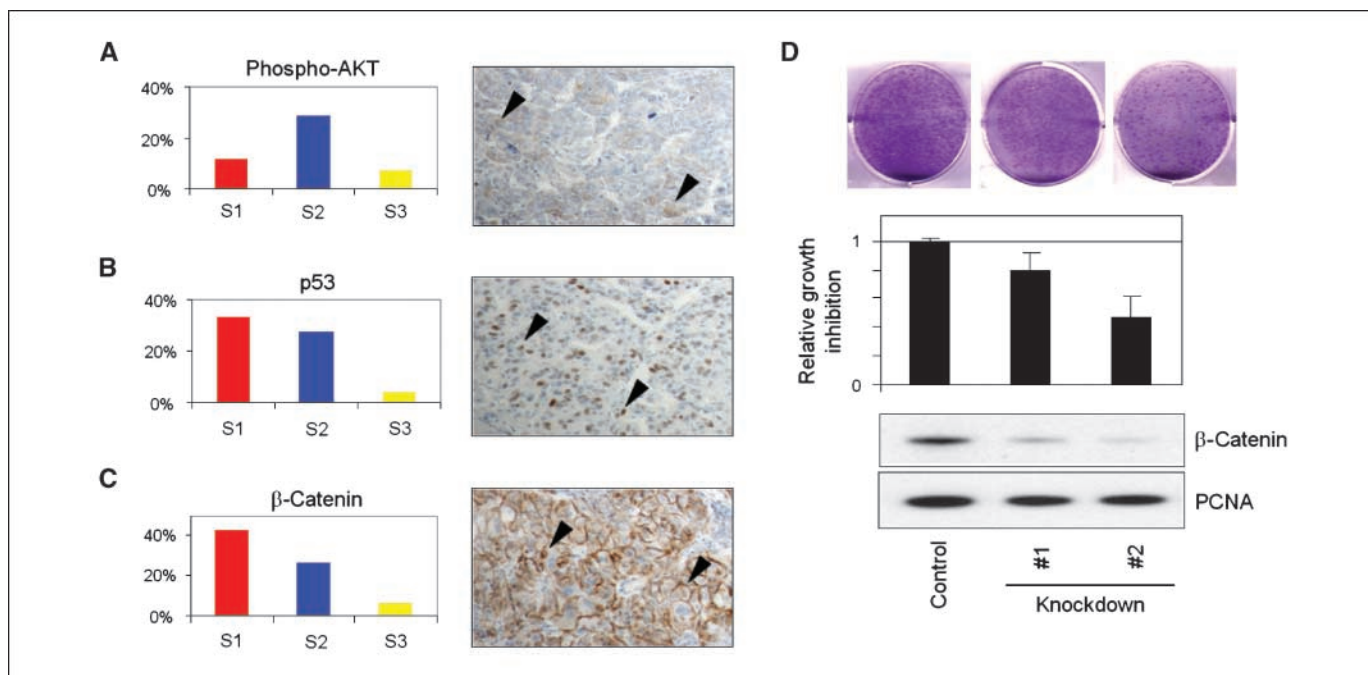 A
Phospho-AKT
40%
20%
0%
S1 S2 S3
B
p53
40%
20%
0%
S1 S2 S3
C
β-Catenin
40%
20%
0%
S1 S2 S3
D
Relative growth
inhibition
1
0
β-Catenin
PCNA
Control
#1
#2
Knockdown